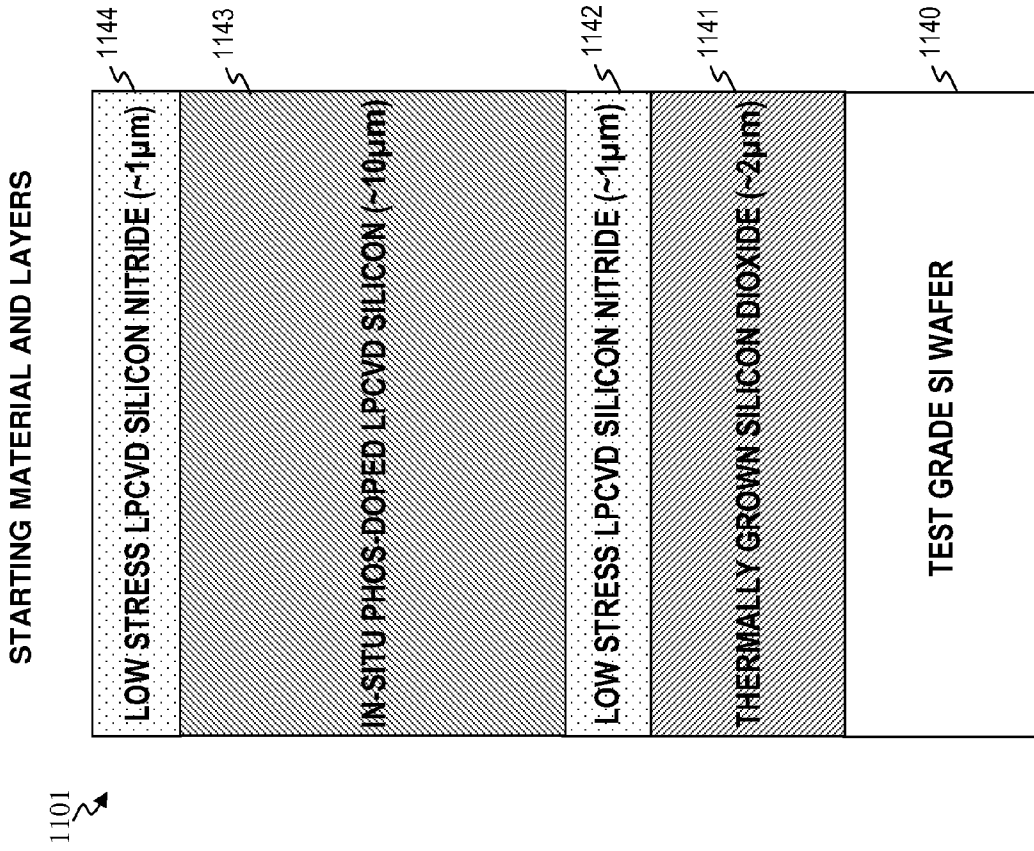 STARTING MATERIAL AND LAYERS
1101
LOW STRESS LPCVD SILICON NITRIDE (~1µm)
1144
IN-SITU PHOS-DOPED LPCVD SILICON (~10µm)
1143
LOW STRESS LPCVD SILICON NITRIDE (~1µm)
1142
THERMALLY GROWN SILICON DIOXIDE (~2µm)
1141
TEST GRADE SI WAFER
1140